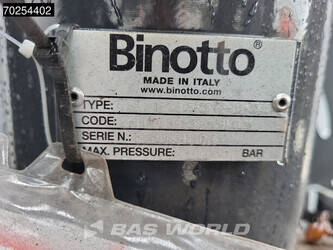 70254402
Binotto®
MADE IN ITALY
www.binotto.com
TYPE:
CODE:
SERIE N.:
MAX. PRESSURE: BAR
BAS WORLD